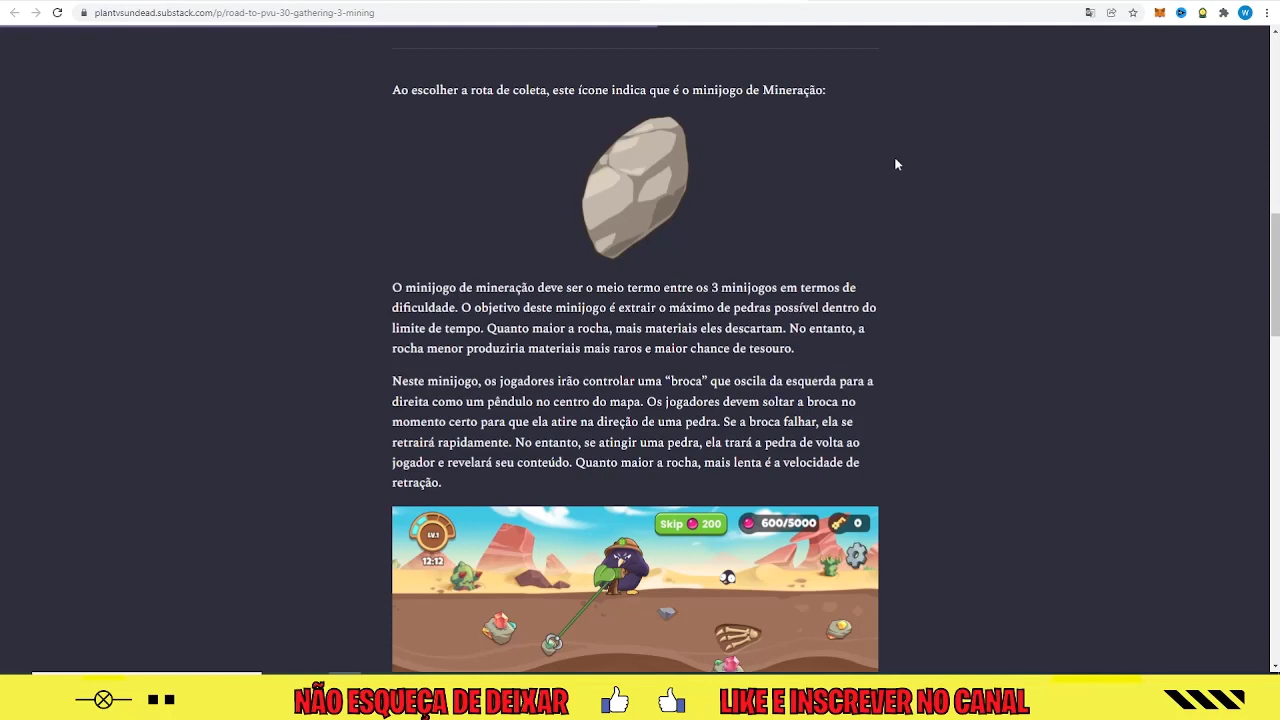 plantvsundead.substack.com/p/road-to-pvu-30-gathering-3-mining
W
Ao escolher a rota de coleta, este ícone indica que é o minijogo de Mineração:
O minijogo de mineração deve ser o meio termo entre os 3 minijogos em termos de
dificuldade. O objetivo deste minijogo é extrair o máximo de pedras possível dentro do
limite de tempo. Quanto maior a rocha, mais materiais eles descartam. No entanto, a
rocha menor produziria materiais mais raros e maior chance de tesouro.
Neste minijogo, os jogadores irão controlar uma “broca” que oscila da esquerda para a
direita como um pêndulo no centro do mapa. Os jogadores devem soltar a broca no
momento certo para que ela atire na direção de uma pedra. Se a broca falhar, ela se
retrairá rapidamente. No entanto, se atingir uma pedra, ela trará a pedra de volta ao
jogador e revelará seu conteúdo. Quanto maior a rocha, mais lenta é a velocidade de
retração.
Skip 200 600/5000 0
LV.1
12:12
NÃO ESQUEÇA DE DEIXAR LIKE E INSCREVER NO CANAL